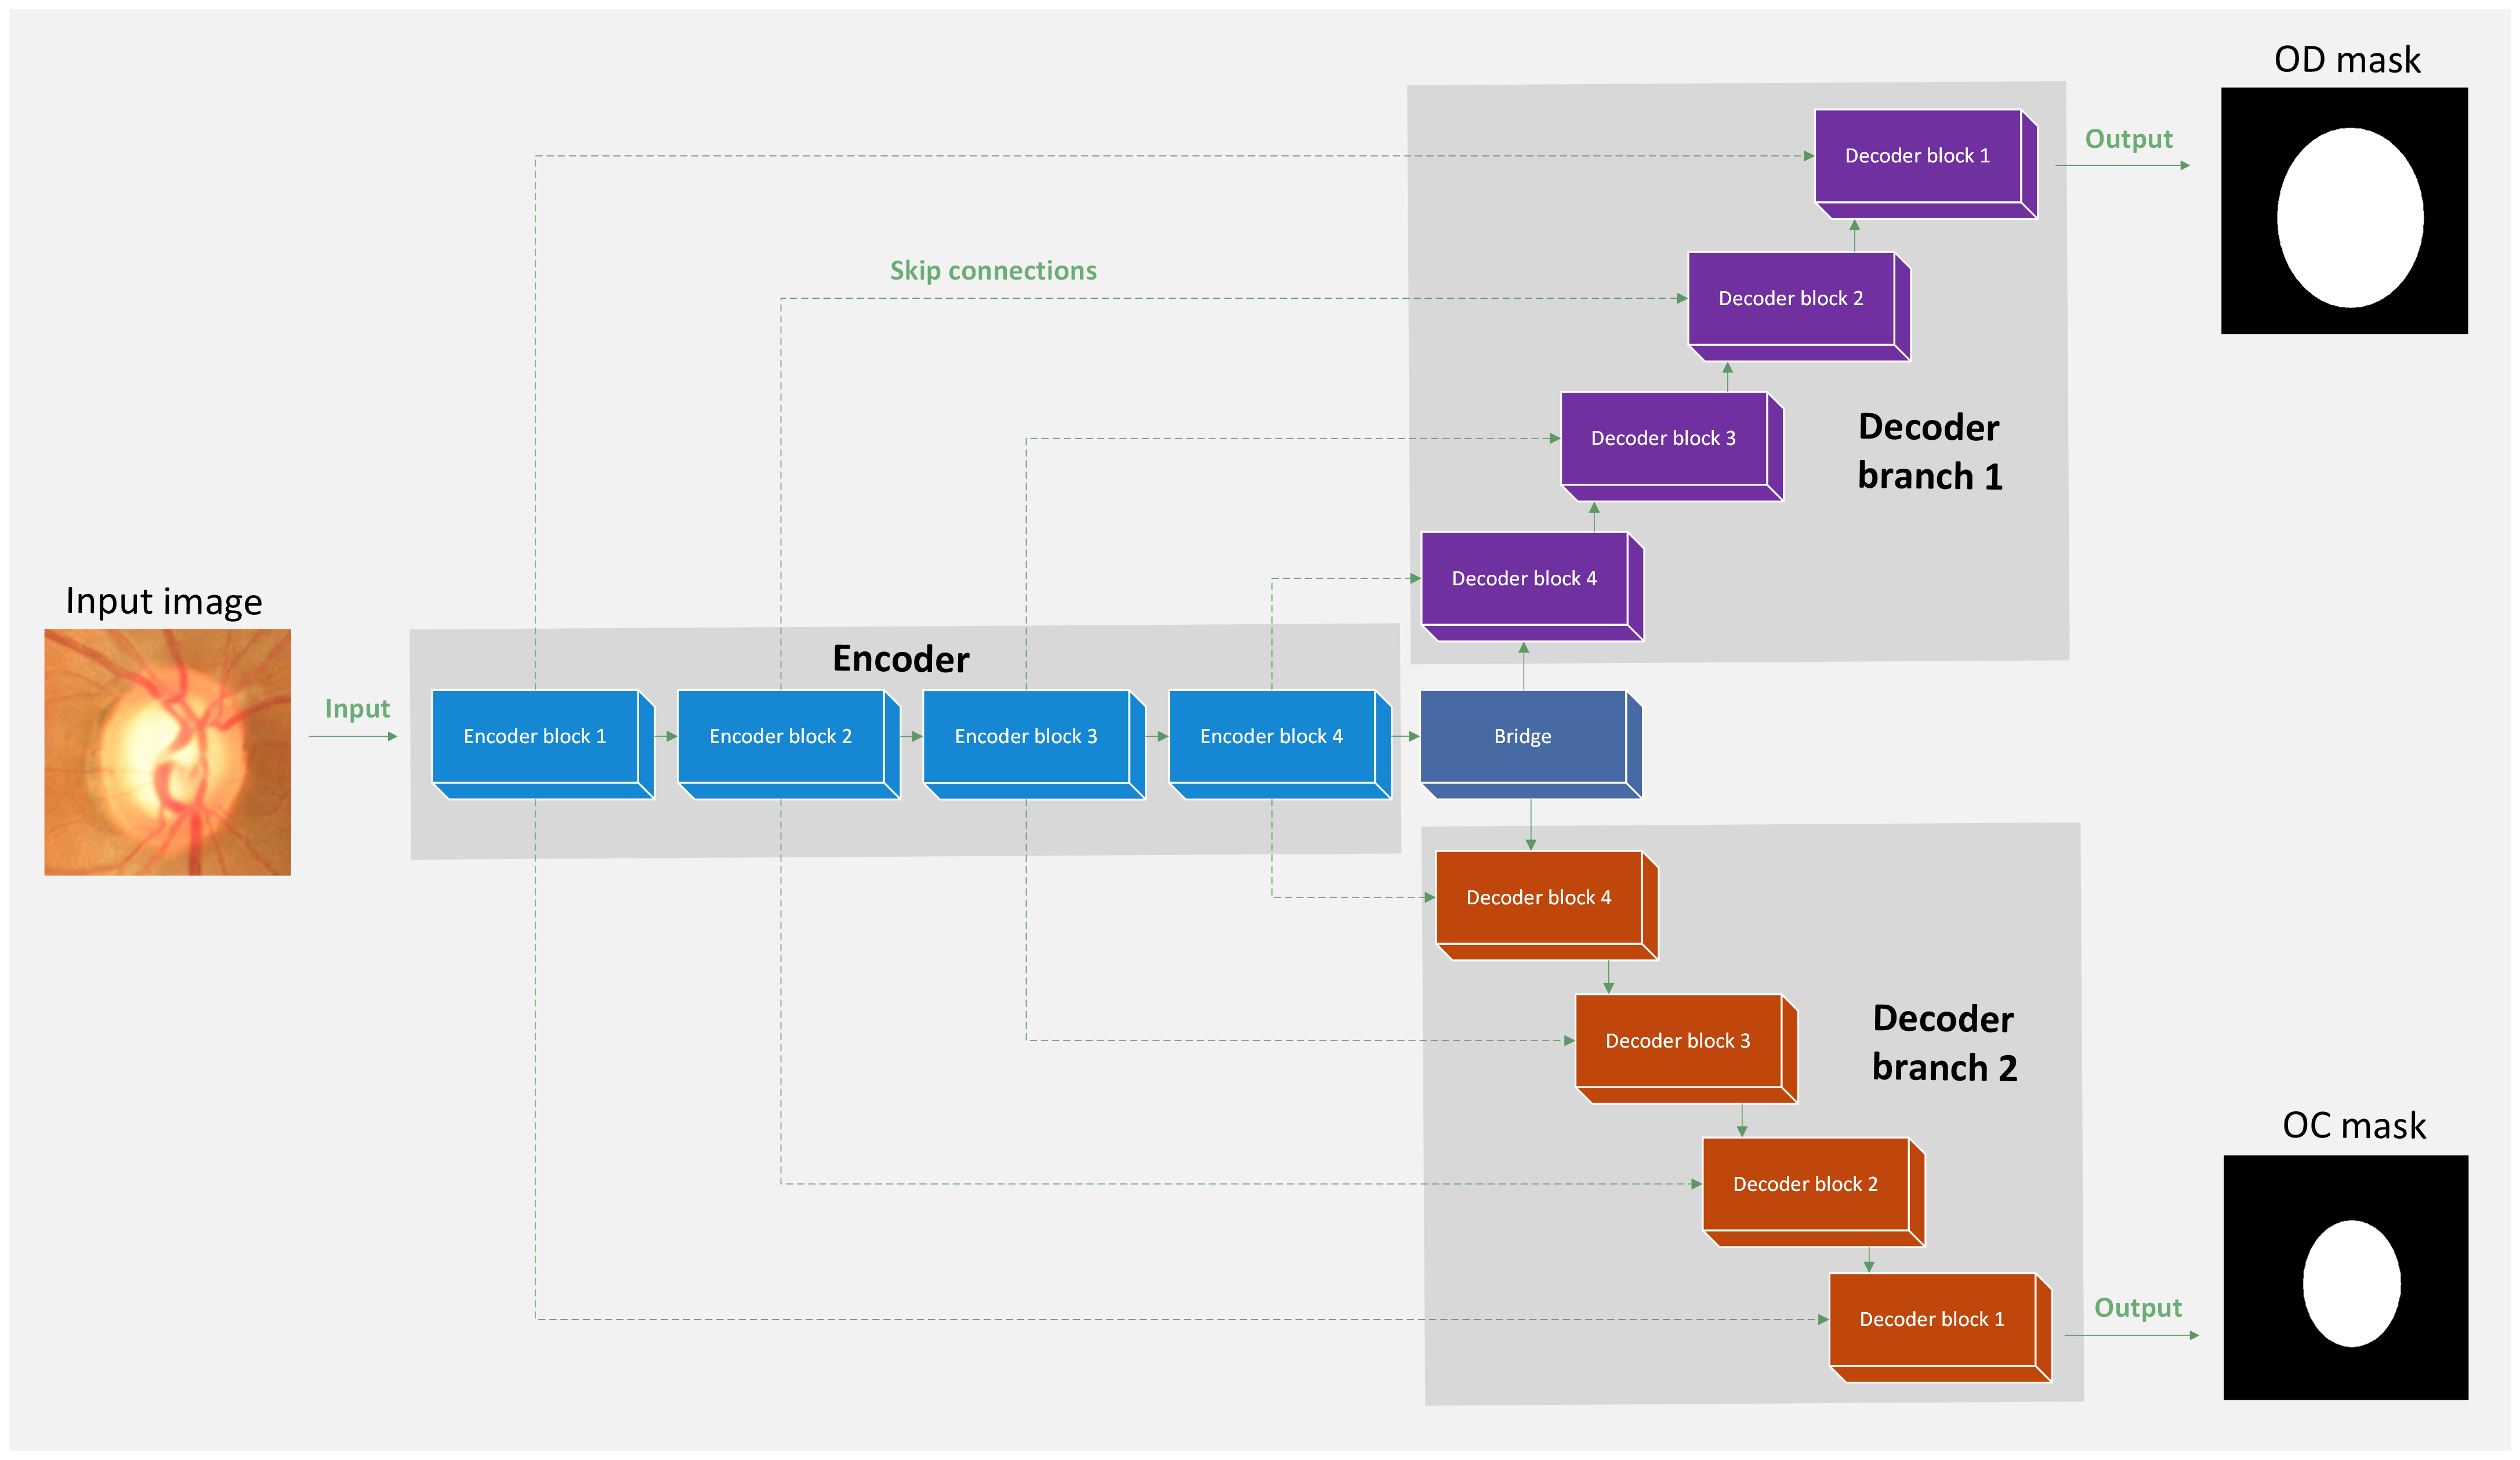 OD mask
Output
Decoder block 1
Decoder block 2
Skip connections
Decoder block 3
Decoder
branch 1
Decoder block 4
Input image
Encoder
Input
Encoder block 1
Encoder block 2
Encoder block 3
Encoder block 4
Bridge
Decoder block 4
Decoder block 3
Decoder
branch 2
Decoder block 2
OC mask
Decoder block 1
Output